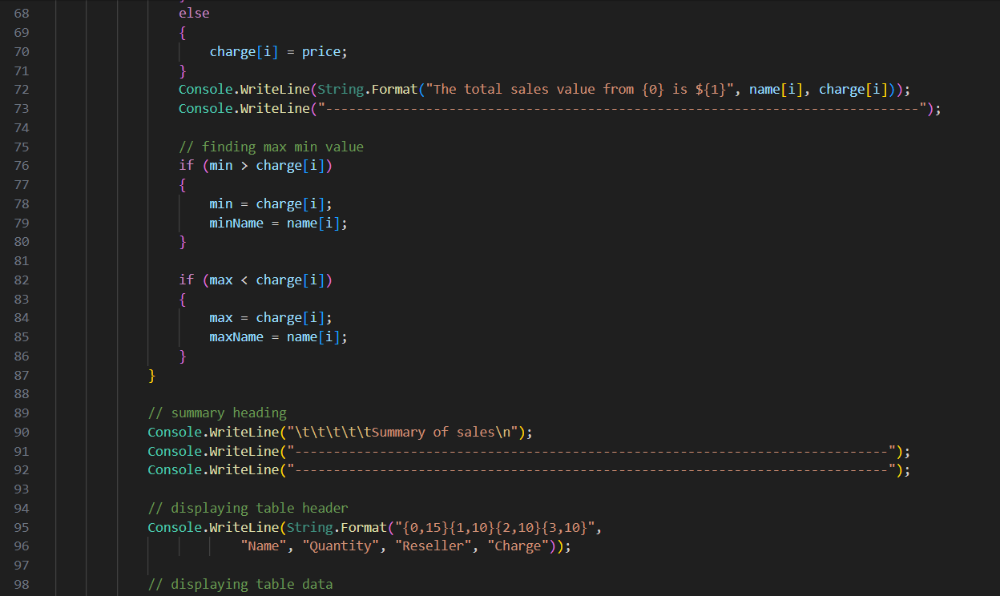 68 else
69 {
70 charge[i] = price;
71 }
72 Console.WriteLine(String.Format("The total sales value from {0} is ${1}", name[i], charge[i]));
73 Console.WriteLine("-----------------------------------------------------------------------------");
74
75 // finding max min value
76 if (min > charge[i])
77 {
78 min = charge[i];
79 minName = name[i];
80 }
81
82 if (max < charge[i])
83 {
84 max = charge[i];
85 maxName = name[i];
86 }
87 }
88
89 // summary heading
90 Console.WriteLine("\t\t\t\t\tSummary of sales\n");
91 Console.WriteLine("-----------------------------------------------------------------------------");
92 Console.WriteLine("-----------------------------------------------------------------------------");
93
94 // displaying table header
95 Console.WriteLine(String.Format("{0,15}{1,10}{2,10}{3,10}",
96 "Name", "Quantity", "Reseller", "Charge"));
97
98 // displaying table data